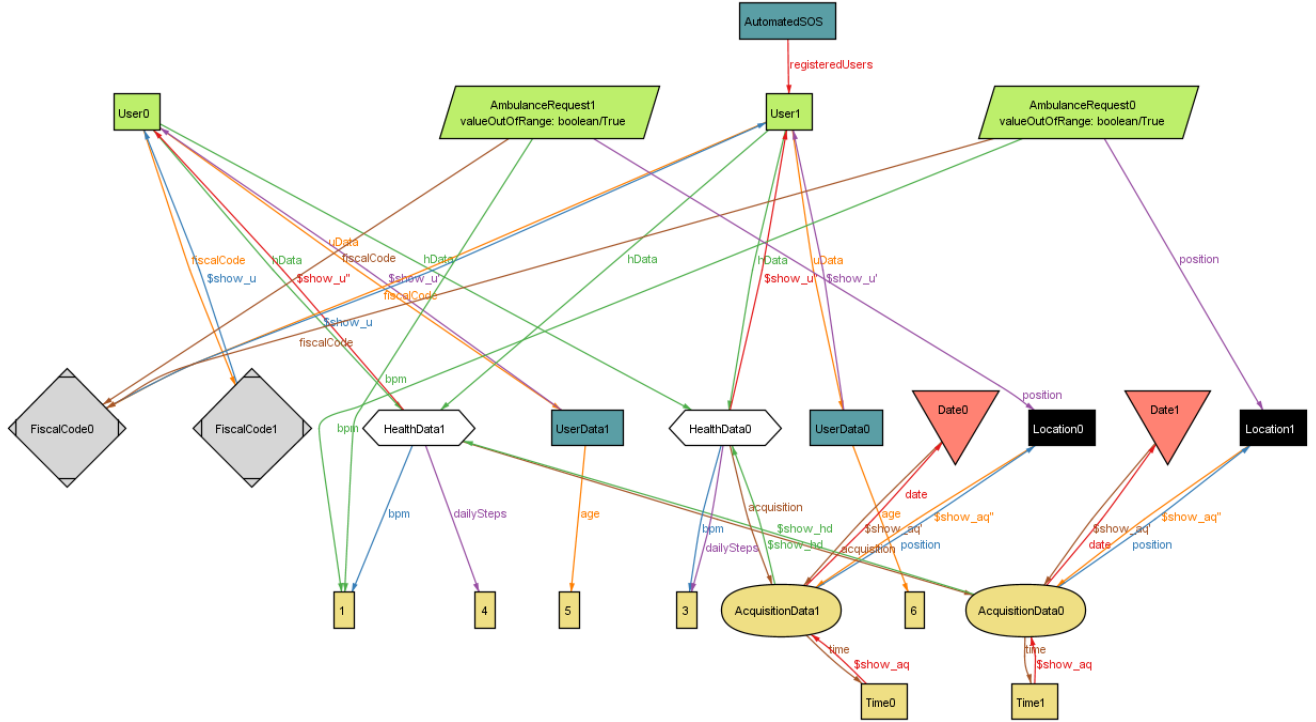 AutomatedSOS
registeredUsers
User0
AmbulanceRequest1
valueOutOfRange: boolean/True
User1
AmbulanceRequest0
valueOutOfRange: boolean/True
uData
fiscalCode
hData
fiscalCode
hData
hData
hData
uData
position
$show_u
$show_u''
$show_u'
$show_u''
$show_u'
fiscalCode
$show_u
fiscalCode
bpm
position
FiscalCode0
FiscalCode1
bpm
HealthData1
UserData1
HealthData0
UserData0
Date0
Location0
Date1
Location1
date
bpm
dailySteps
age
acquisition
age
$show_aq''
$show_aq''
bpm
$show_hd
$show_aq'
$show_aq'
dailySteps
$show_hd
acquisition
position
date
position
1
4
5
3
AcquisitionData1
6
AcquisitionData0
time
$show_aq
time
$show_aq
Time0
Time1